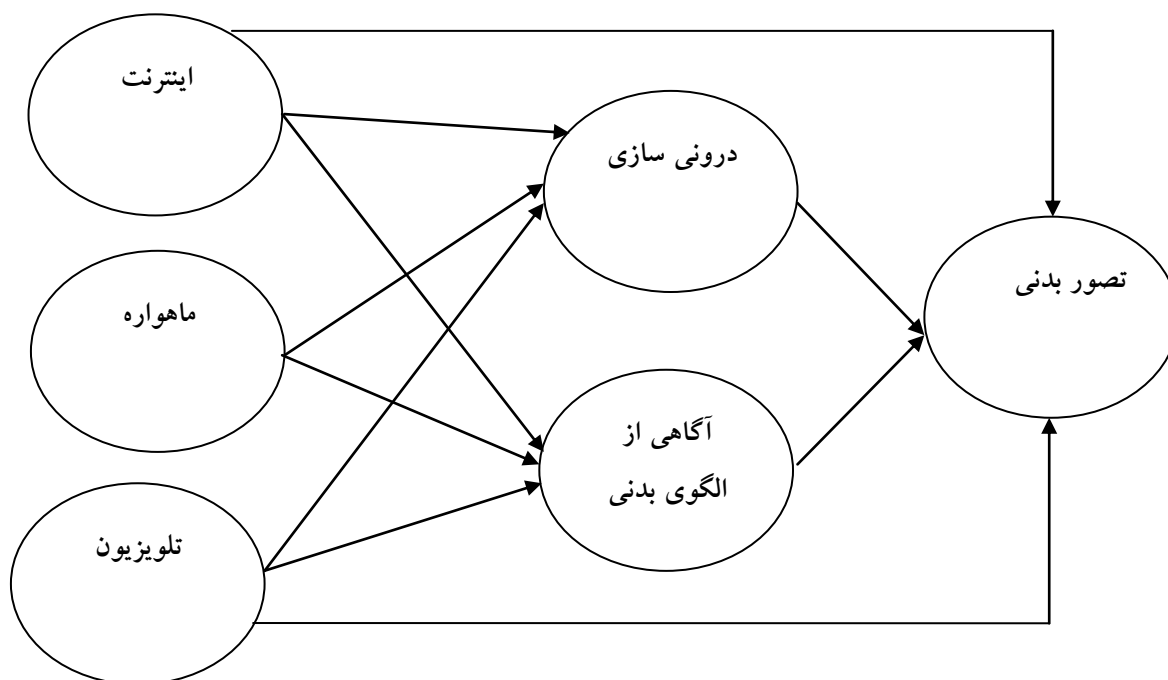 اینترنت
درونی سازی
تصور بدنی
ماهواره
آگاهی از
الگوی بدنی
تلویزیون